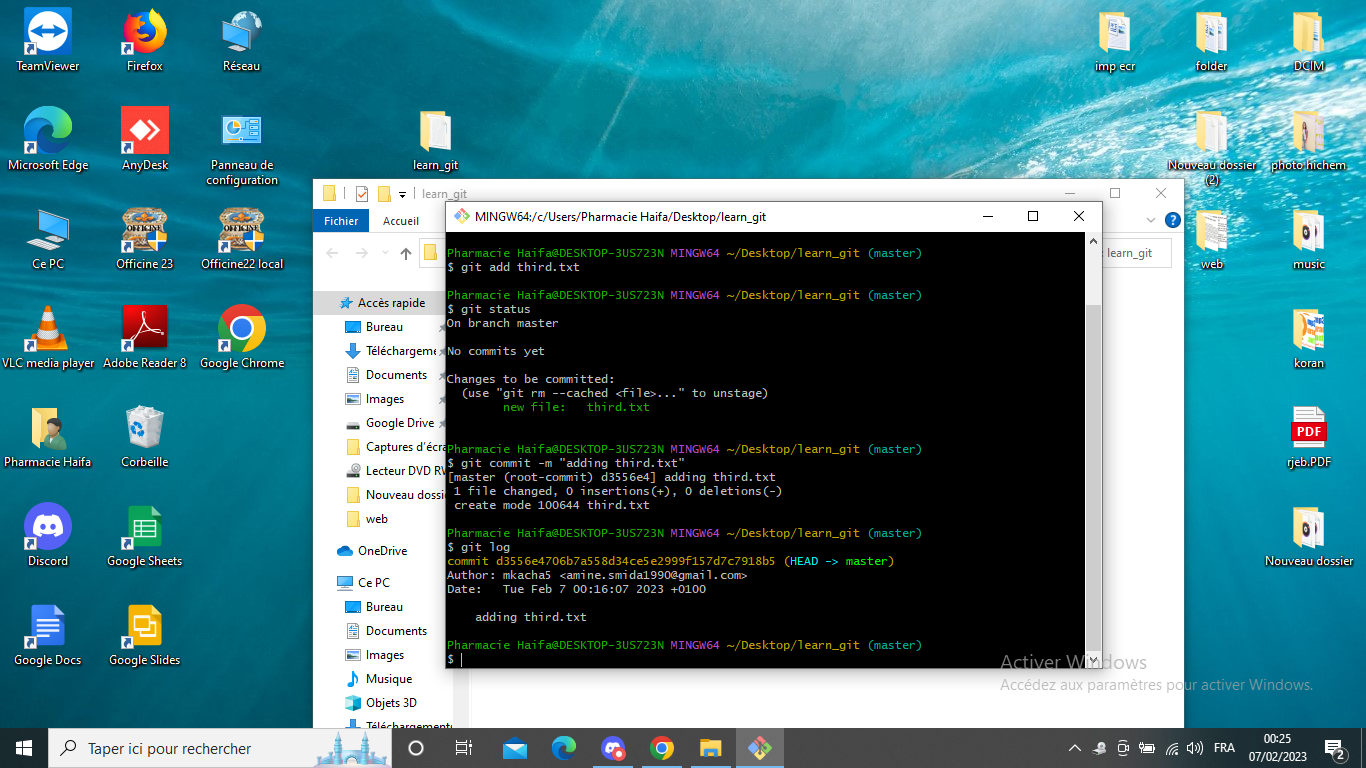 TeamViewer
Firefox
Réseau
imp ecr
folder
DCIM
Microsoft Edge
AnyDesk
Panneau de
configuration
learn_git
Nouveau dossier
(2)
photo hichem
Ce PC
Officine 23
Officine22 local
web
music
VLC media player
Adobe Reader 8
Google Chrome
koran
Pharmacie Haifa
Corbeille
PDF
rjeb.PDF
Discord
Google Sheets
Nouveau dossier
Google Docs
Google Slides
learn_git
Fichier
Accueil
learn_git
Accès rapide
Bureau
Téléchargeme
Documents
Images
Google Drive
Captures d'écra
Lecteur DVD RW
Nouveau dossie
web
OneDrive
Ce PC
Bureau
Documents
Images
Musique
Objets 3D
Téléchargement
MINGW64:/c/Users/Pharmacie Haifa/Desktop/learn_git
Pharmacie Haifa@DESKTOP-3US723N MINGW64 ~/Desktop/learn_git (master)
$ git add third.txt
Pharmacie Haifa@DESKTOP-3US723N MINGW64 ~/Desktop/learn_git (master)
$ git status
On branch master
No commits yet
Changes to be committed:
(use "git rm --cached <file>..." to unstage)
new file:   third.txt
Pharmacie Haifa@DESKTOP-3US723N MINGW64 ~/Desktop/learn_git (master)
$ git commit -m "adding third.txt"
[master (root-commit) d3556e4] adding third.txt
1 file changed, 0 insertions(+), 0 deletions(-)
create mode 100644 third.txt
Pharmacie Haifa@DESKTOP-3US723N MINGW64 ~/Desktop/learn_git (master)
$ git log
commit d3556e4706b7a558d34ce5e2999f157d7c7918b5 (HEAD -> master)
Author: mkacha5 <amine.smida1990@gmail.com>
Date:   Tue Feb 7 00:16:07 2023 +0100
adding third.txt
Pharmacie Haifa@DESKTOP-3US723N MINGW64 ~/Desktop/learn_git (master)
$
Activer Windows
Accédez aux paramètres pour activer Windows.
Taper ici pour rechercher
FRA
00:25
07/02/2023
2